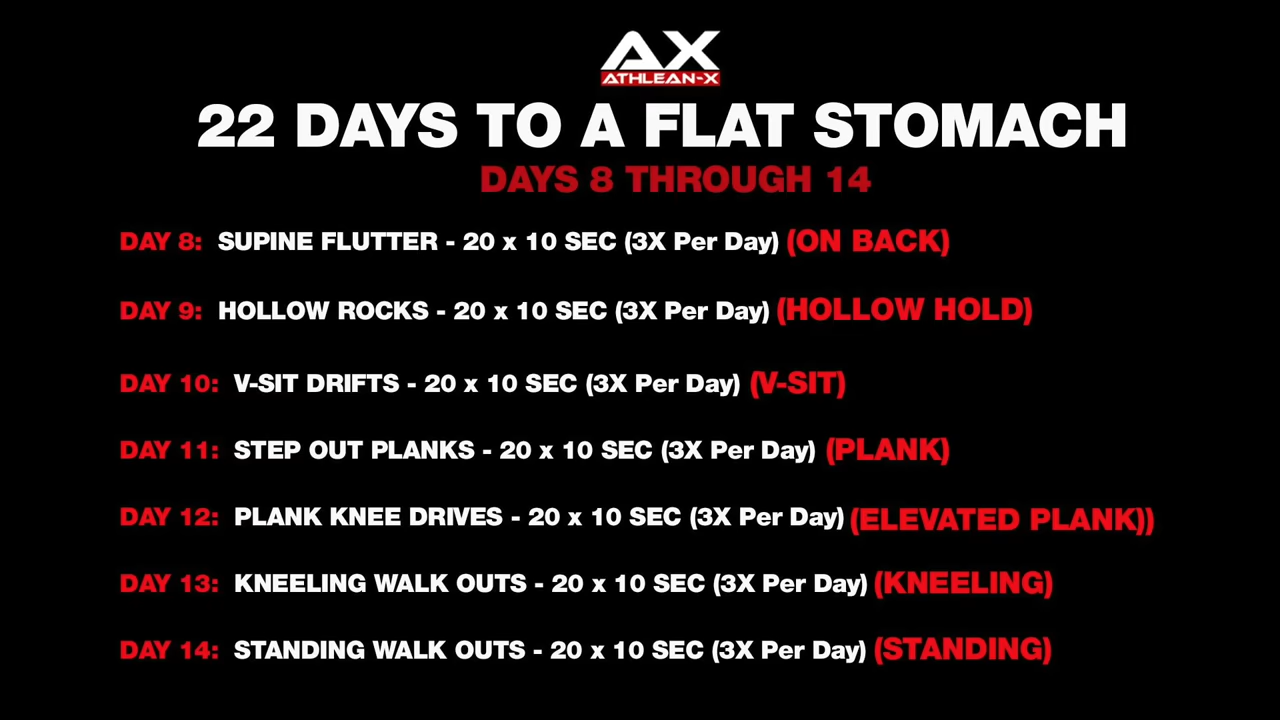 AX
ATHLEAN-X
22 DAYS TO A FLAT STOMACH
DAYS 8 THROUGH 14
DAY 8: SUPINE FLUTTER - 20 x 10 SEC (3X Per Day) (ON BACK)
DAY 9: HOLLOW ROCKS - 20 x 10 SEC (3X Per Day) (HOLLOW HOLD)
DAY 10: V-SIT DRIFTS - 20 x 10 SEC (3X Per Day) (V-SIT)
DAY 11: STEP OUT PLANKS - 20 x 10 SEC (3X Per Day) (PLANK)
DAY 12: PLANK KNEE DRIVES - 20 x 10 SEC (3X Per Day) (ELEVATED PLANK))
DAY 13: KNEELING WALK OUTS - 20 x 10 SEC (3X Per Day) (KNEELING)
DAY 14: STANDING WALK OUTS - 20 x 10 SEC (3X Per Day) (STANDING)